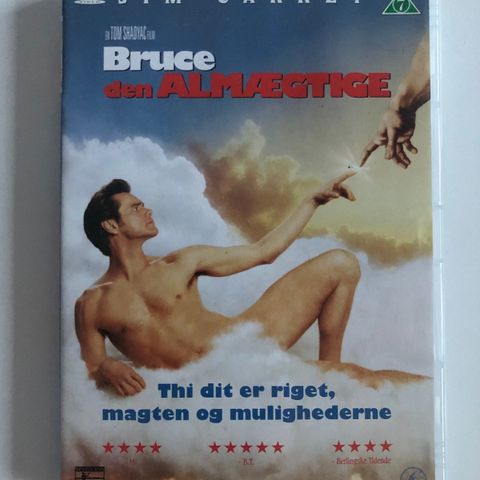 JIM CARREY
7
EN TOM SHADYAC FILM
Bruce
den ALMÆGTIGE
Thi dit er riget,
magten og mulighederne
★★★★ ★★★★★ ★★★★
- B.T. - Berlingske Tidende